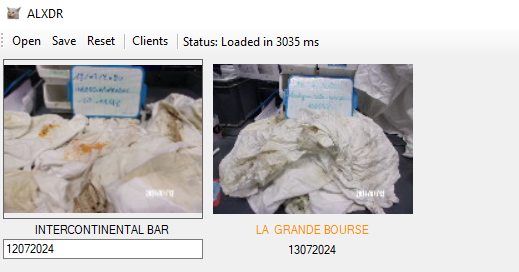 ALXDR
Open Save Reset Clients Status: Loaded in 3035 ms
INTERCONTINENTAL BAR
12072024
LA GRANDE BOURSE
13072024